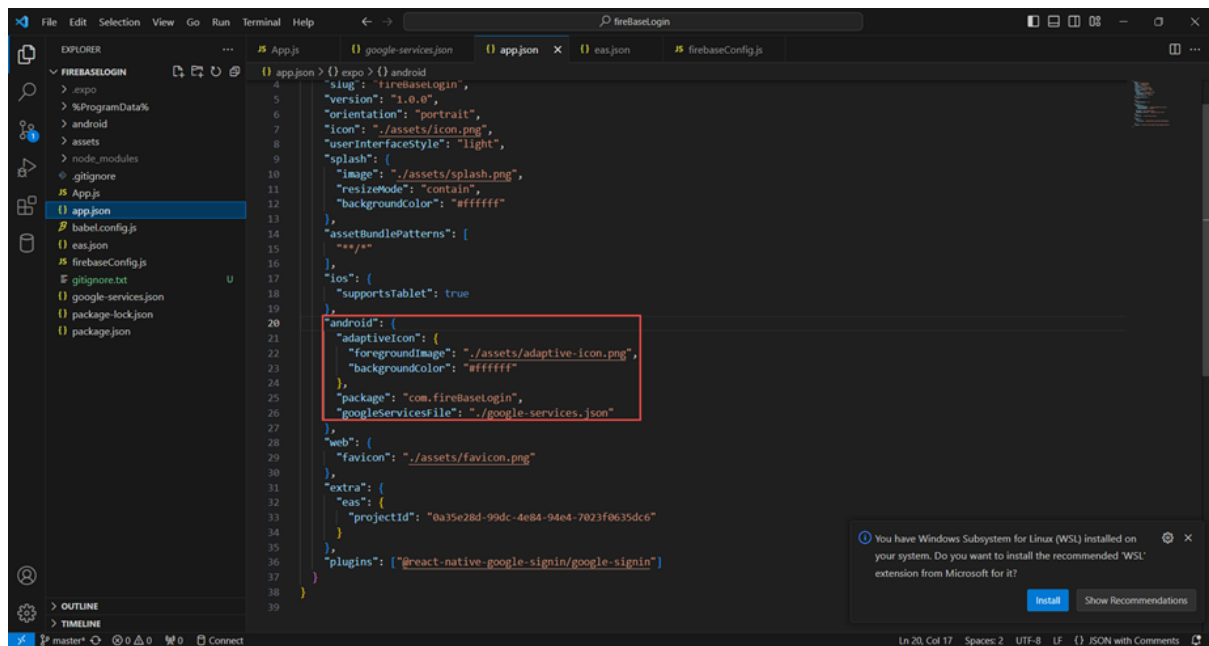 File Edit Selection View Go Run Terminal Help
fireBaseLogin
EXPLORER
FIREBASELOGIN
.expo
%ProgramData%
android
assets
node_modules
.gitignore
App.js
app.json
babel.config.js
eas.json
firebaseConfig.js
gitignore.txt U
google-services.json
package-lock.json
package.json
OUTLINE
TIMELINE
App.js google-services.json app.json eas.json firebaseConfig.js
app.json > {} expo > {} android
4 "slug": "fireBaseLogin",
5 "version": "1.0.0",
6 "orientation": "portrait",
7 "icon": "./assets/icon.png",
8 "userInterfaceStyle": "light",
9 "splash": {
10 "image": "./assets/splash.png",
11 "resizeMode": "contain",
12 "backgroundColor": "#ffffff"
13 },
14 "assetBundlePatterns": [
15 "**/*"
16 ],
17 "ios": {
18 "supportsTablet": true
19 },
20 "android": {
21 "adaptiveIcon": {
22 "foregroundImage": "./assets/adaptive-icon.png",
23 "backgroundColor": "#ffffff"
24 },
25 "package": "com.fireBaseLogin",
26 "googleServicesFile": "./google-services.json"
27 },
28 "web": {
29 "favicon": "./assets/favicon.png"
30 },
31 "extra": {
32 "eas": {
33 "projectId": "0a35e28d-99dc-4e84-94e4-7023f0635dc6"
34 }
35 },
36 "plugins": ["@react-native-google-signin/google-signin"]
37 }
38 }
39
You have Windows Subsystem for Linux (WSL) installed on
your system. Do you want to install the recommended 'WSL'
extension from Microsoft for it?
Install Show Recommendations
master* 0 0 0 Connect
Ln 20, Col 17 Spaces: 2 UTF-8 LF {} JSON with Comments